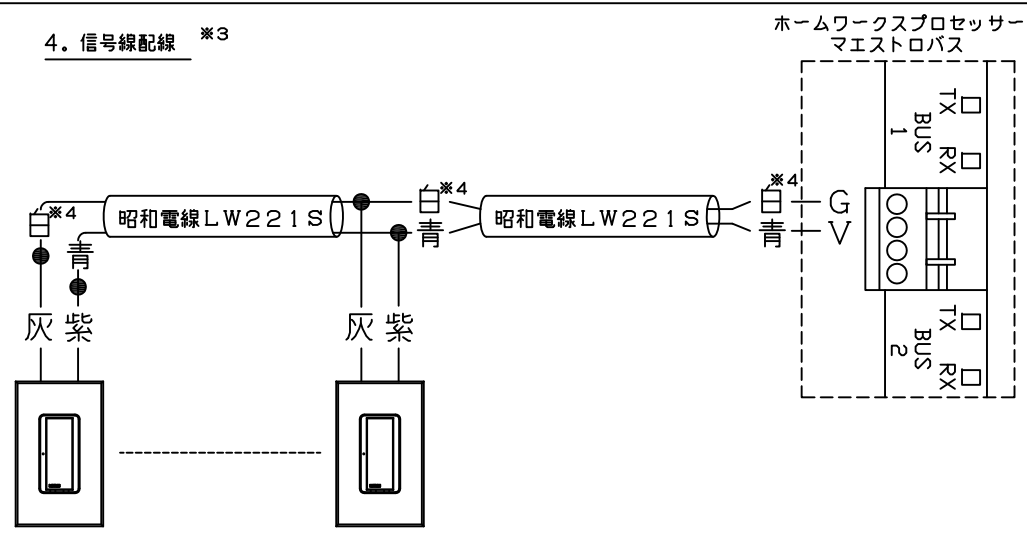 4。信号線配線 ※3
ホームワークスプロセッサー
マエストロバス
TX
BUS
1
RX
白※4
青
昭和電線LW221S
白※4
青
昭和電線LW221S
白※4
青
G
V
灰 紫
灰 紫
TX
BUS
2
RX